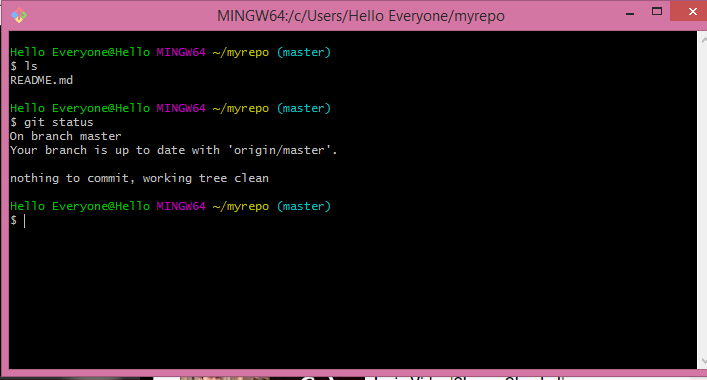 MINGW64:/c/Users/Hello Everyone/myrepo
Hello Everyone@Hello MINGW64 ~/myrepo (master)
$ ls
README.md
Hello Everyone@Hello MINGW64 ~/myrepo (master)
$ git status
On branch master
Your branch is up to date with 'origin/master'.
nothing to commit, working tree clean
Hello Everyone@Hello MINGW64 ~/myrepo (master)
$